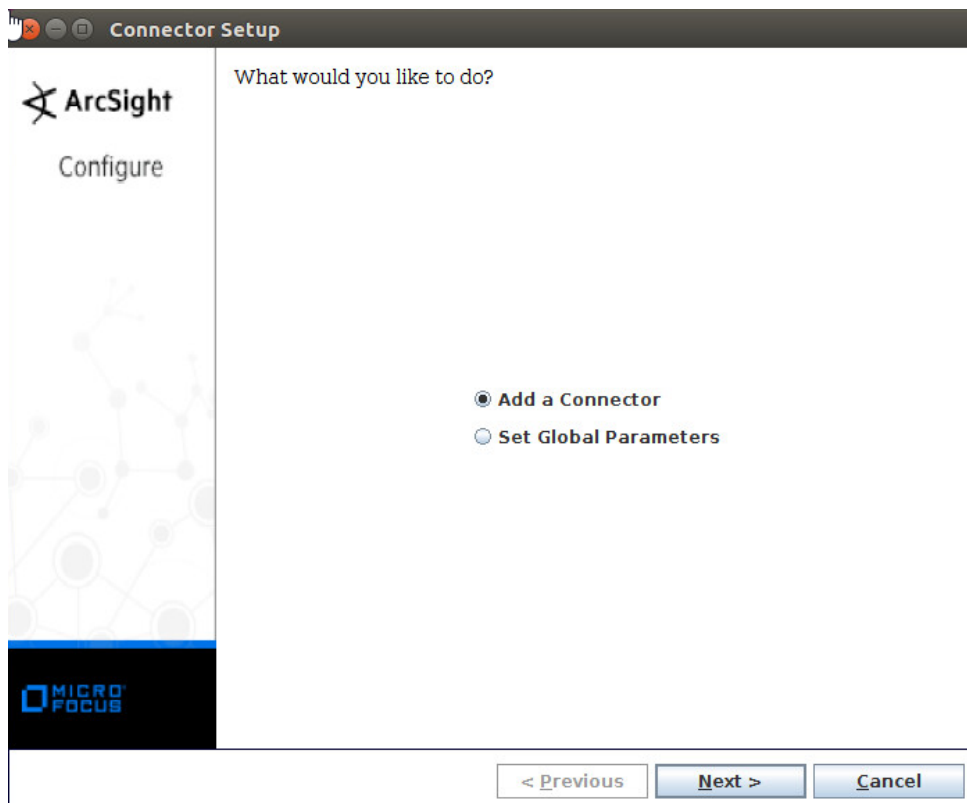 Connector Setup
ArcSight
Configure
What would you like to do?
Add a Connector
Set Global Parameters
MICRO
FOCUS
< Previous
Next >
Cancel